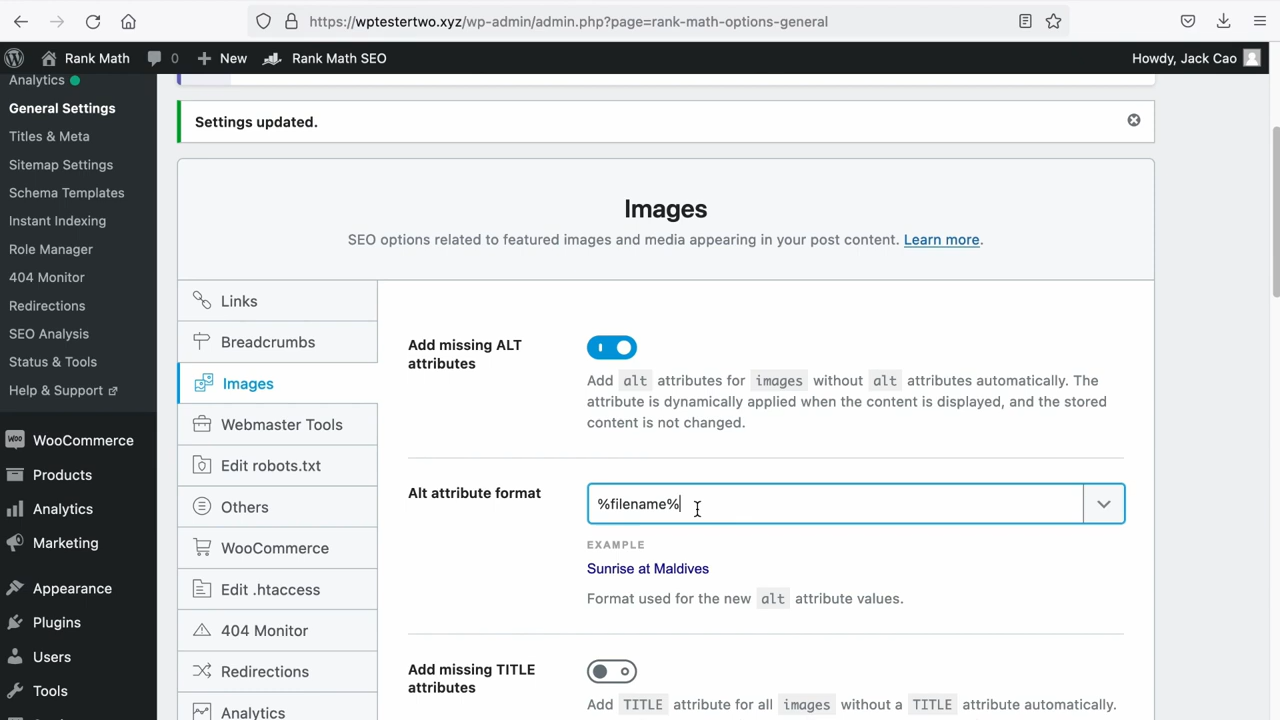 https://wptestertwo.xyz/wp-admin/admin.php?page=rank-math-options-general
Rank Math
0
New
Rank Math SEO
Howdy, Jack Cao
Analytics
General Settings
Titles & Meta
Sitemap Settings
Schema Templates
Instant Indexing
Role Manager
404 Monitor
Redirections
SEO Analysis
Status & Tools
Help & Support
WooCommerce
Products
Analytics
Marketing
Appearance
Plugins
Users
Tools
Settings updated.
Images
SEO options related to featured images and media appearing in your post content. Learn more.
Links
Breadcrumbs
Images
Webmaster Tools
Edit robots.txt
Others
WooCommerce
Edit .htaccess
404 Monitor
Redirections
Analytics
Add missing ALT
attributes
Add alt attributes for images without alt attributes automatically. The
attribute is dynamically applied when the content is displayed, and the stored
content is not changed.
Alt attribute format
%filename%
EXAMPLE
Sunrise at Maldives
Format used for the new alt attribute values.
Add missing TITLE
attributes
Add TITLE attribute for all images without a TITLE attribute automatically.